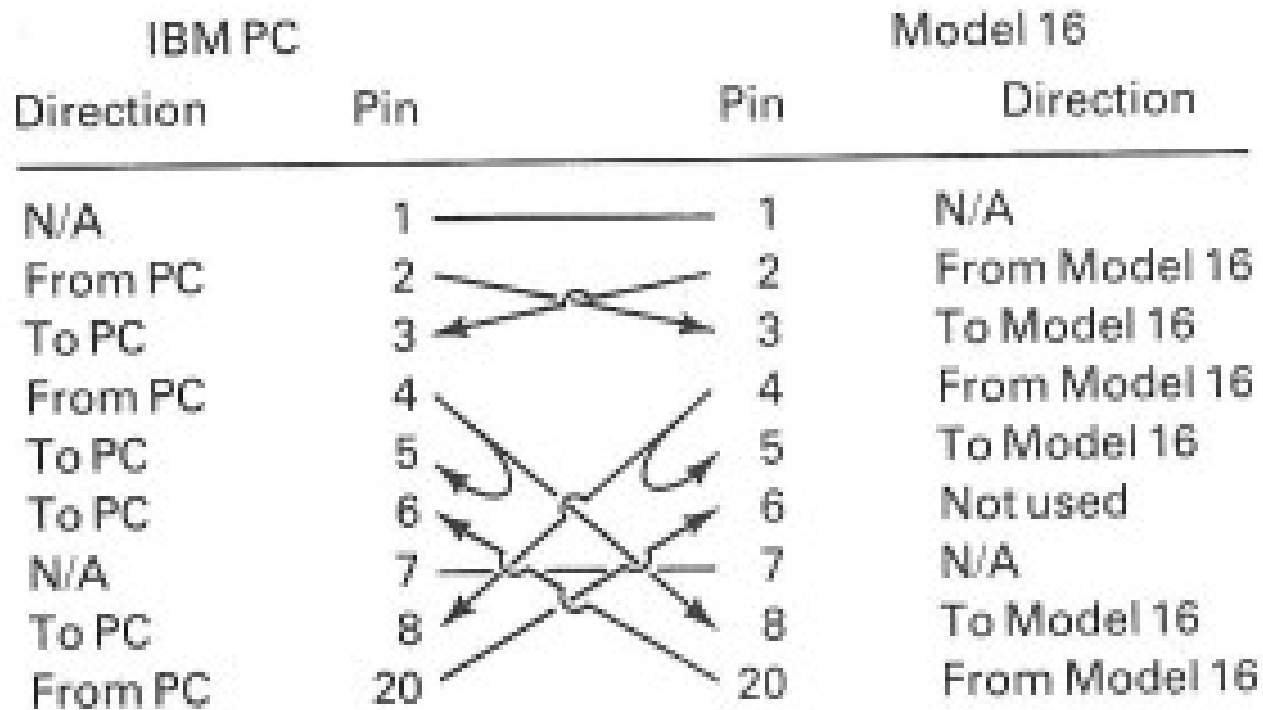 IBM PC Model 16
Direction Pin Pin Direction
N/A 1 1 N/A
From PC 2 2 From Model 16
To PC 3 3 To Model 16
From PC 4 4 From Model 16
To PC 5 5 To Model 16
To PC 6 6 Not used
N/A 7 7 N/A
To PC 8 8 To Model 16
From PC 20 20 From Model 16